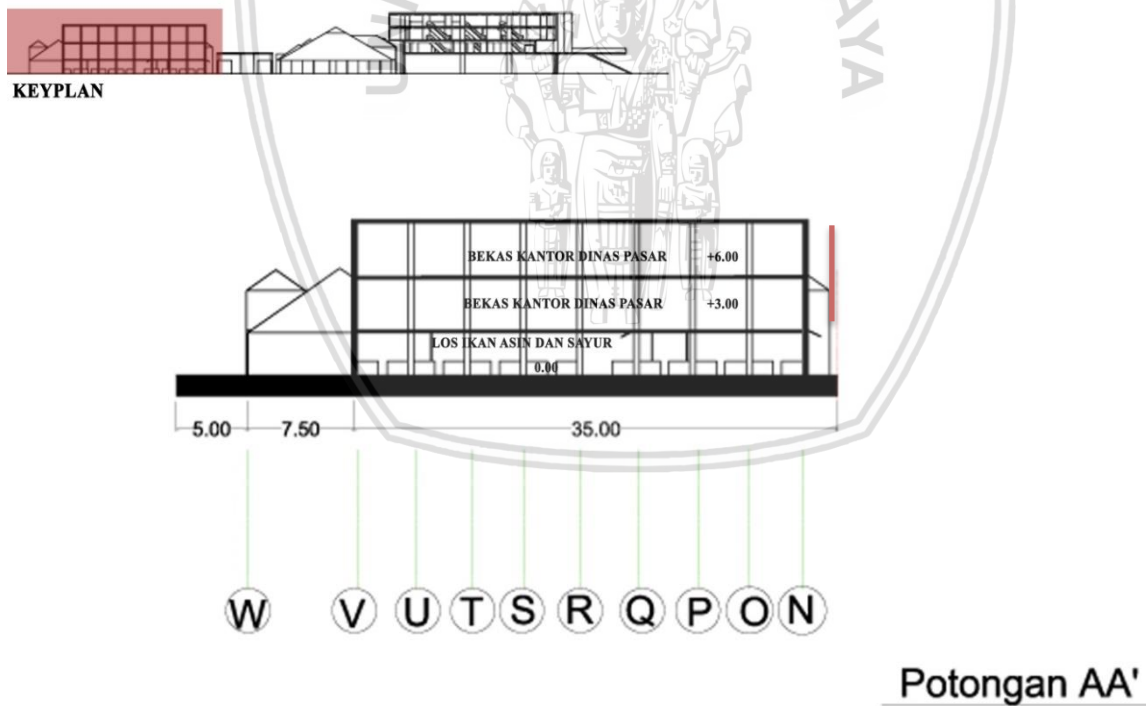 KEYPLAN
BEKAS KANTOR DINAS PASAR +6.00
BEKAS KANTOR DINAS PASAR +3.00
LOS IKAN ASIN DAN SAYUR
0.00
5.00 7.50 35.00
W V U T S R Q P O N
Potongan AA'